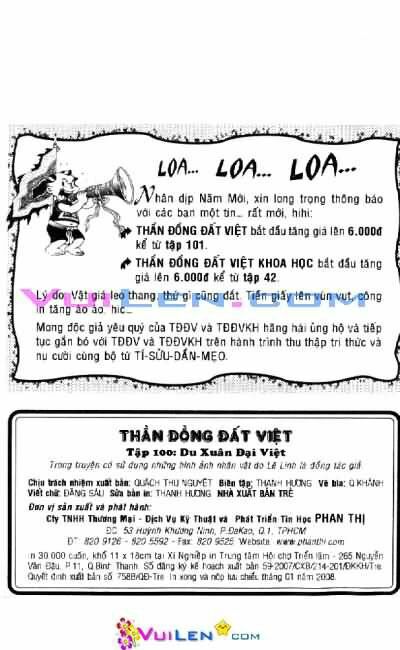 LOA... LOA... LOA...
Nhân dịp Năm Mới, xin long trọng thông báo
với các bạn một tin... rất mới, hihi:
THẦN ĐỒNG ĐẤT VIỆT bắt đầu tăng giá lên 6.000đ
kể từ tập 101.
THẦN ĐỒNG ĐẤT VIỆT KHOA HỌC bắt đầu tăng
giá lên 6.000đ kể từ tập 42.
VUILEN.COM
Lý do: Vật giá leo thang, thứ gì cũng đắt. Tiền giấy lên vùn vụt, công
in tăng ào ào, hic...
Mong độc giả yêu quý của TĐĐV và TĐĐVKH hăng hái ủng hộ và tiếp
tục gắn bó với TĐĐV và TĐĐVKH trên hành trình thu thập tri thức và
nụ cười cùng bộ tứ TÍ-SỬU-DẦN-MẸO.
THẦN ĐỒNG ĐẤT VIỆT
Tập 100: Du Xuân Đại Việt
Trong truyện có sử dụng những hình ảnh nhân vật do Lê Linh là đồng tác giả
Chịu trách nhiệm xuất bản: QUÁCH THU NGUYỆT Biên tập: THANH HƯƠNG Vẽ bìa: Q.KHÁNH
Viết chữ: ĐĂNG SÁU Sửa bản in: THANH HƯƠNG NHÀ XUẤT BẢN TRẺ
Đơn vị sản xuất và phát hành:
Cty TNHH Thương Mại - Dịch Vụ Kỹ Thuật và Phát Triển Tin Học PHAN THỊ
ĐC: 53 Huỳnh Khương Ninh, P.ĐaKao, Q.1, TPHCM
ĐT: 820 9126 - 820 5592 - Fax: 820 9525 Website: www.phanthi.com
In 30.000 cuốn, khổ 11 x 18cm tại Xí Nghiệp in Trung tâm Hội chợ Triển lãm - 265 Nguyễn
Văn Đậu, P.11, Q.Bình Thạnh. Số đăng ký kế hoạch xuất bản 59-2007/CXB/214-201/ĐKKH/Tre.
Quyết định xuất bản số 758B/QĐ-Tre. In xong và nộp lưu chiểu tháng 01 năm 2008.
VUILEN.COM